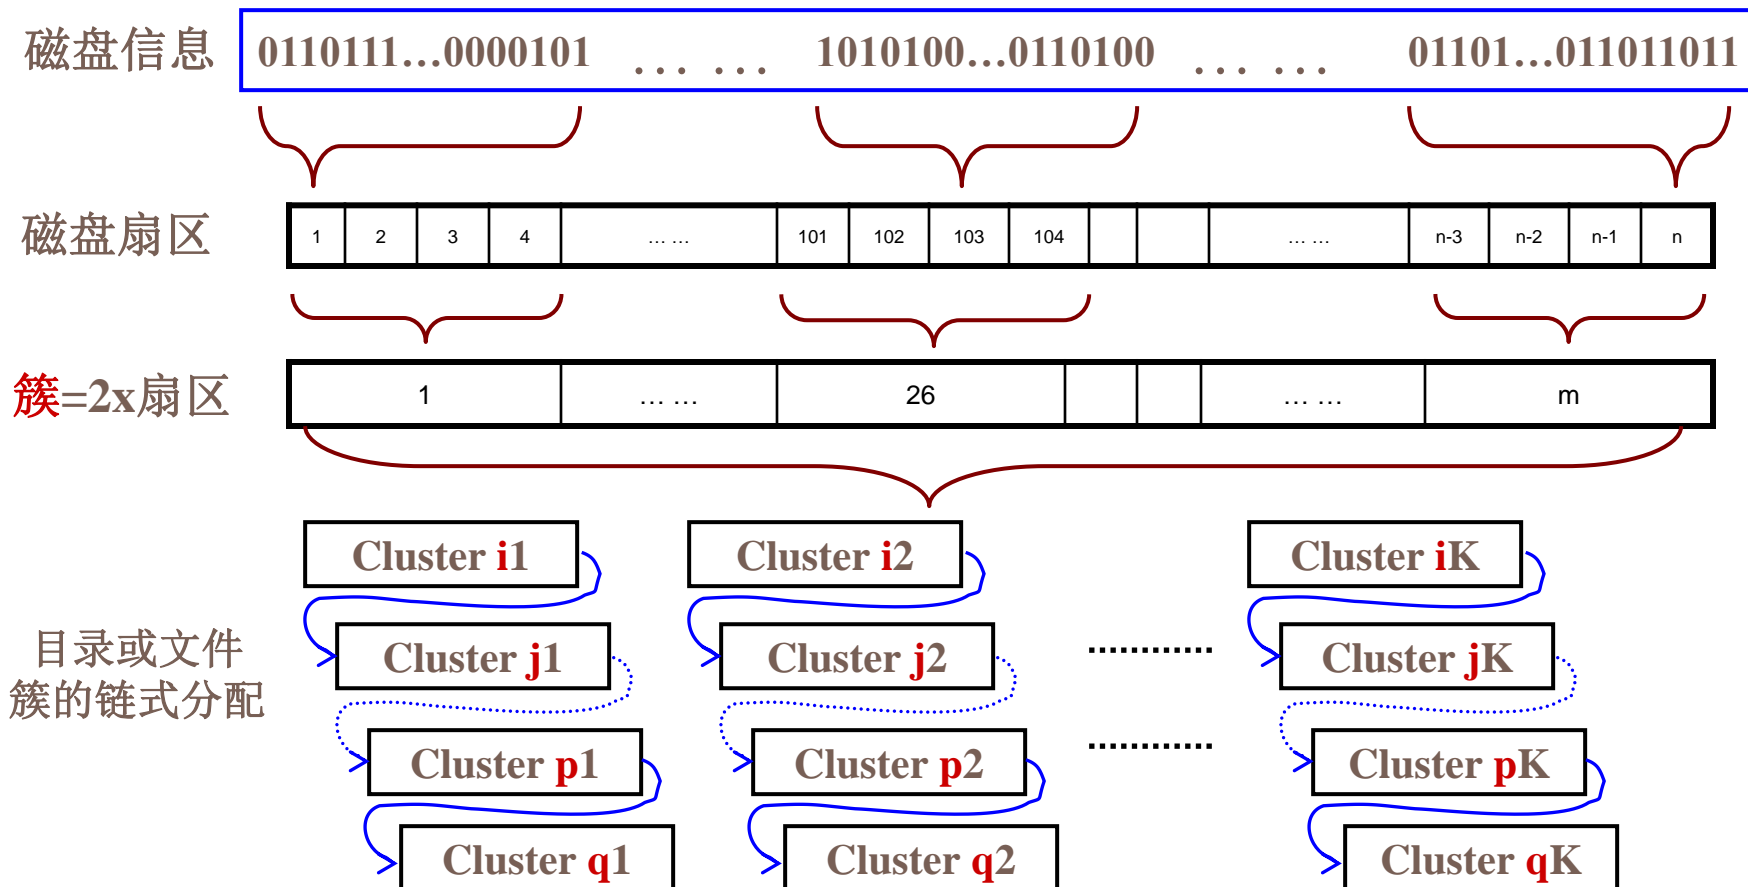 磁盘信息 0110111…0000101 … … 1010100…0110100 … … 01101…011011011
磁盘扇区 1 2 3 4 … … 101 102 103 104 … … n-3 n-2 n-1 n
簇=2x扇区 1 … … 26 … … m
Cluster i1 Cluster i2 Cluster iK
目录或文件
簇的链式分配
Cluster j1 Cluster j2 ………… Cluster jK
Cluster p1 Cluster p2 ………… Cluster pK
Cluster q1 Cluster q2 Cluster qK